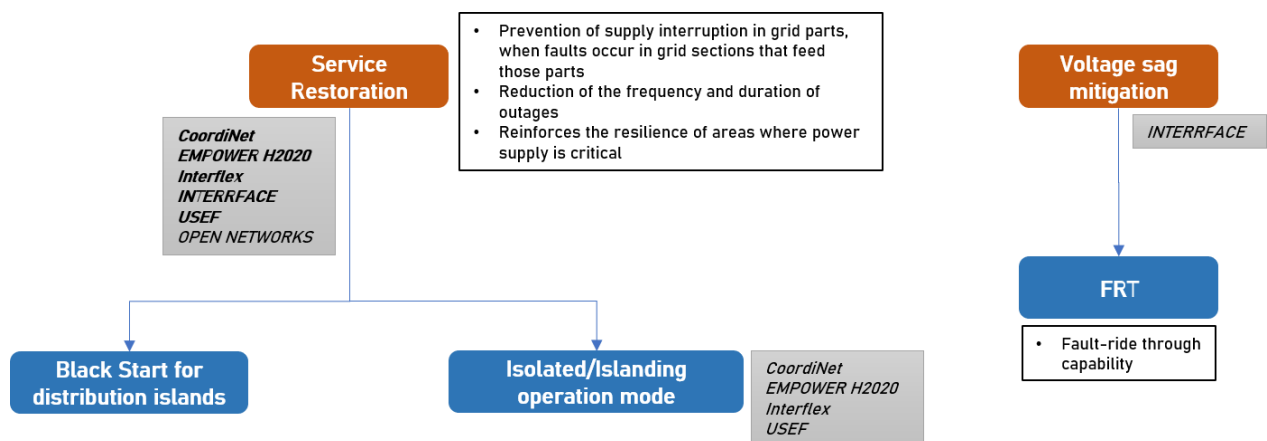 Service
Restoration
• Prevention of supply interruption in grid parts,
when faults occur in grid sections that feed
those parts
• Reduction of the frequency and duration of
outages
• Reinforces the resilience of areas where power
supply is critical
Voltage sag
mitigation
CoordiNet
EMPOWER H2020
Interflex
INTERRFACE
USEF
OPEN NETWORKS
INTERRFACE
FRT
• Fault-ride through
capability
Black Start for
distribution islands
Isolated/Islanding
operation mode
CoordiNet
EMPOWER H2020
Interflex
USEF